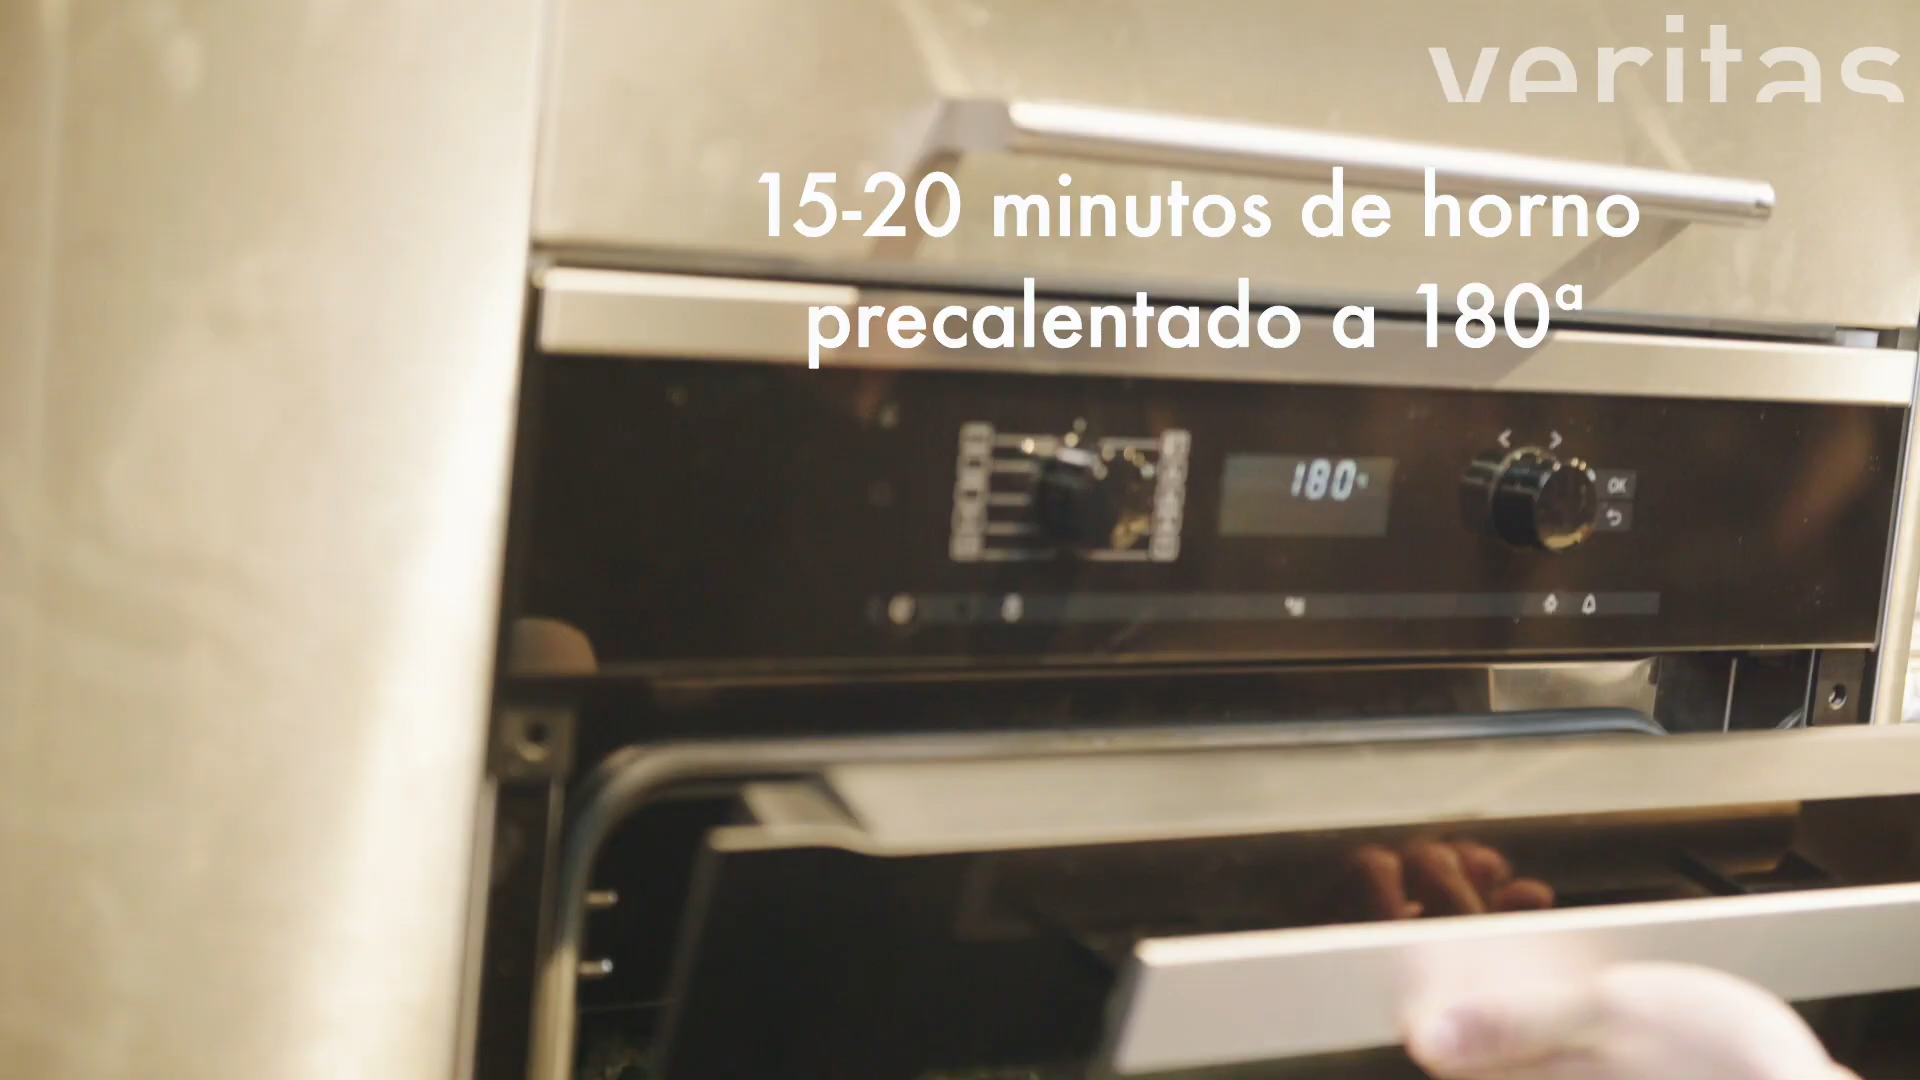 veritas
15-20 minutos de horno
precalentado a 180ª
180°
OK